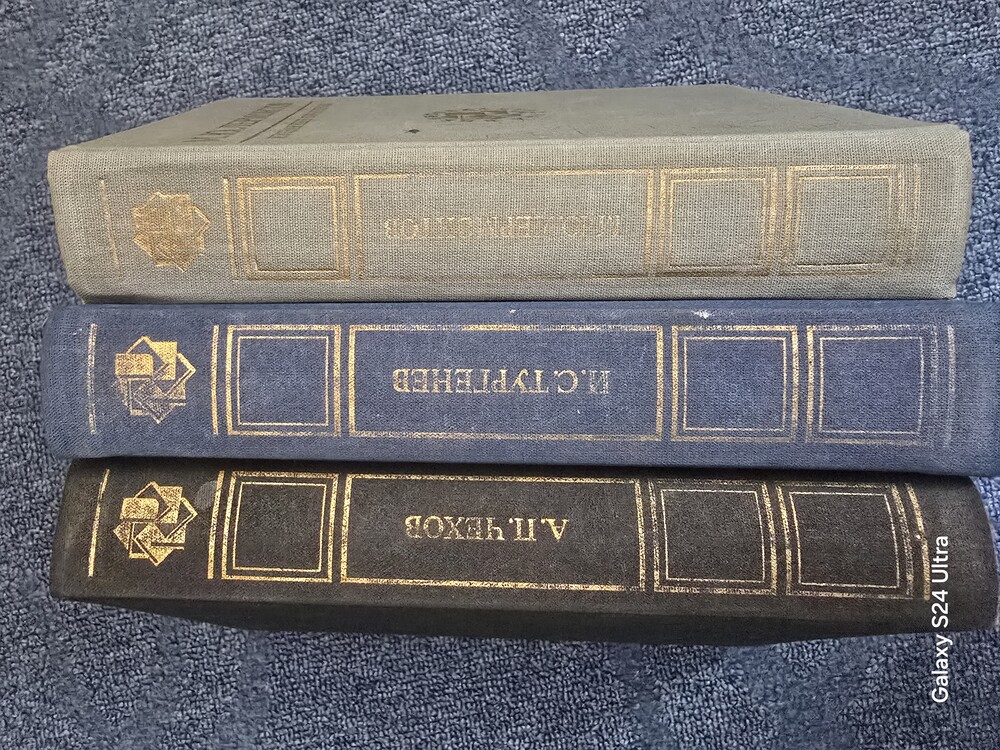 М.Ю. ЛЕРМОНТОВ
И.С. ТУРГЕНЕВ
А.П. ЧЕХОВ
Galaxy S24 Ultra